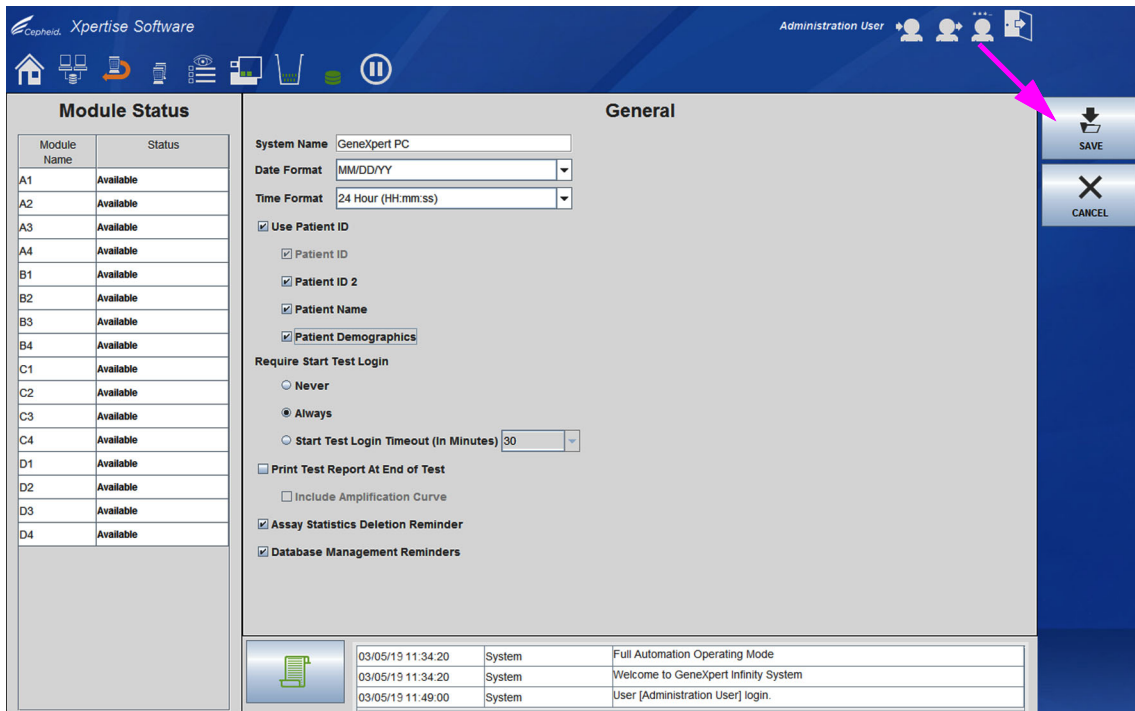 Cepheid. Xpertise Software
Administration User
Module Status
Module Name Status
A1 Available
A2 Available
A3 Available
A4 Available
B1 Available
B2 Available
B3 Available
B4 Available
C1 Available
C2 Available
C3 Available
C4 Available
D1 Available
D2 Available
D3 Available
D4 Available
General
System Name GeneXpert PC
Date Format MM/DD/YY
Time Format 24 Hour (HH:mm:ss)
Use Patient ID
Patient ID
Patient ID 2
Patient Name
Patient Demographics
Require Start Test Login
Never
Always
Start Test Login Timeout (In Minutes) 30
Print Test Report At End of Test
Include Amplification Curve
Assay Statistics Deletion Reminder
Database Management Reminders
SAVE
CANCEL
03/05/19 11:34:20 System Full Automation Operating Mode
03/05/19 11:34:20 System Welcome to GeneXpert Infinity System
03/05/19 11:49:00 System User [Administration User] login.